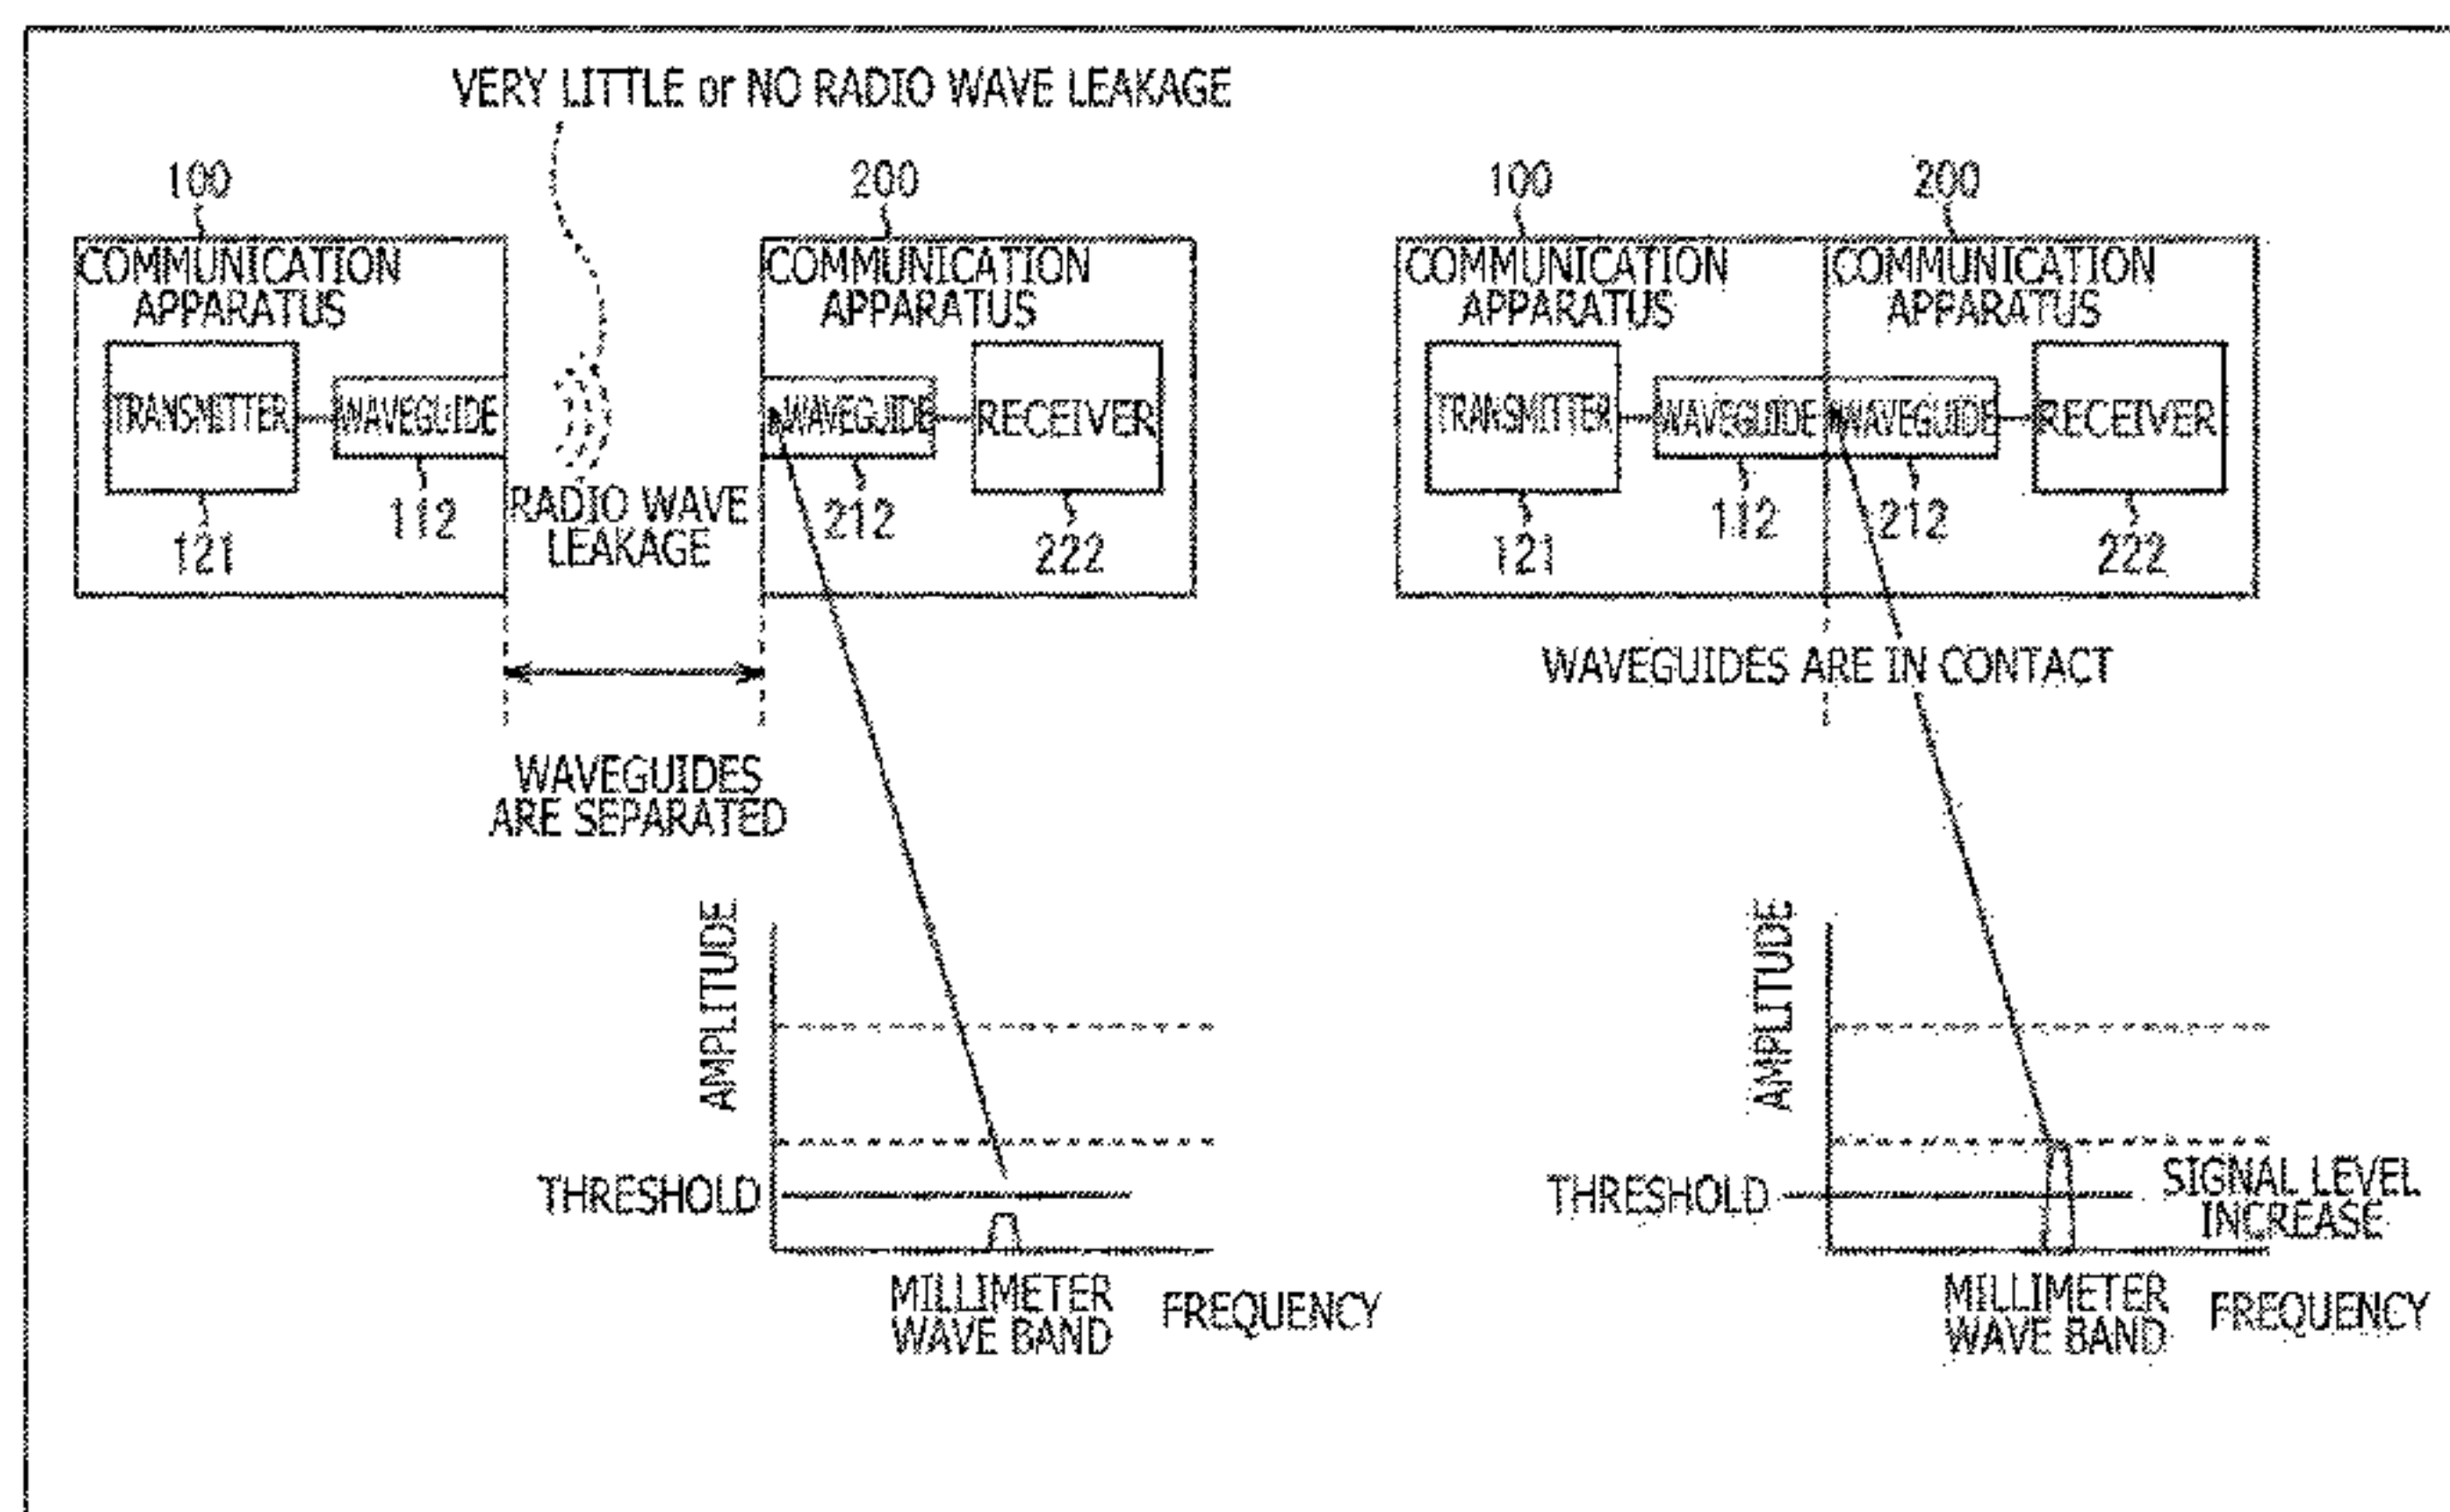 VERY LITTLE or NO RADIO WAVE LEAKAGE
100
200
COMMUNICATION
APPARATUS
TRANSMITTER
WAVEGUIDE
121
112
RADIO WAVE
LEAKAGE
COMMUNICATION
APPARATUS
WAVEGUIDE
RECEIVER
212
222
WAVEGUIDES
ARE SEPARATED
AMPLITUDE
THRESHOLD
MILLIMETER
WAVE BAND
FREQUENCY
100
200
COMMUNICATION
APPARATUS
TRANSMITTER
WAVEGUIDE
121
112
COMMUNICATION
APPARATUS
WAVEGUIDE
RECEIVER
212
222
WAVEGUIDES ARE IN CONTACT
AMPLITUDE
THRESHOLD
SIGNAL LEVEL
INCREASE
MILLIMETER
WAVE BAND
FREQUENCY